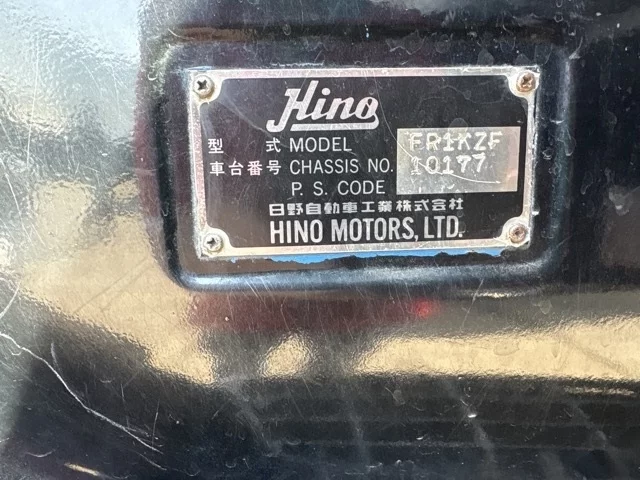 Hino
型 式 MODEL FR1KZF
車台番号 CHASSIS NO. 10177
P. S. CODE
日野自動車工業株式会社
HINO MOTORS, LTD.